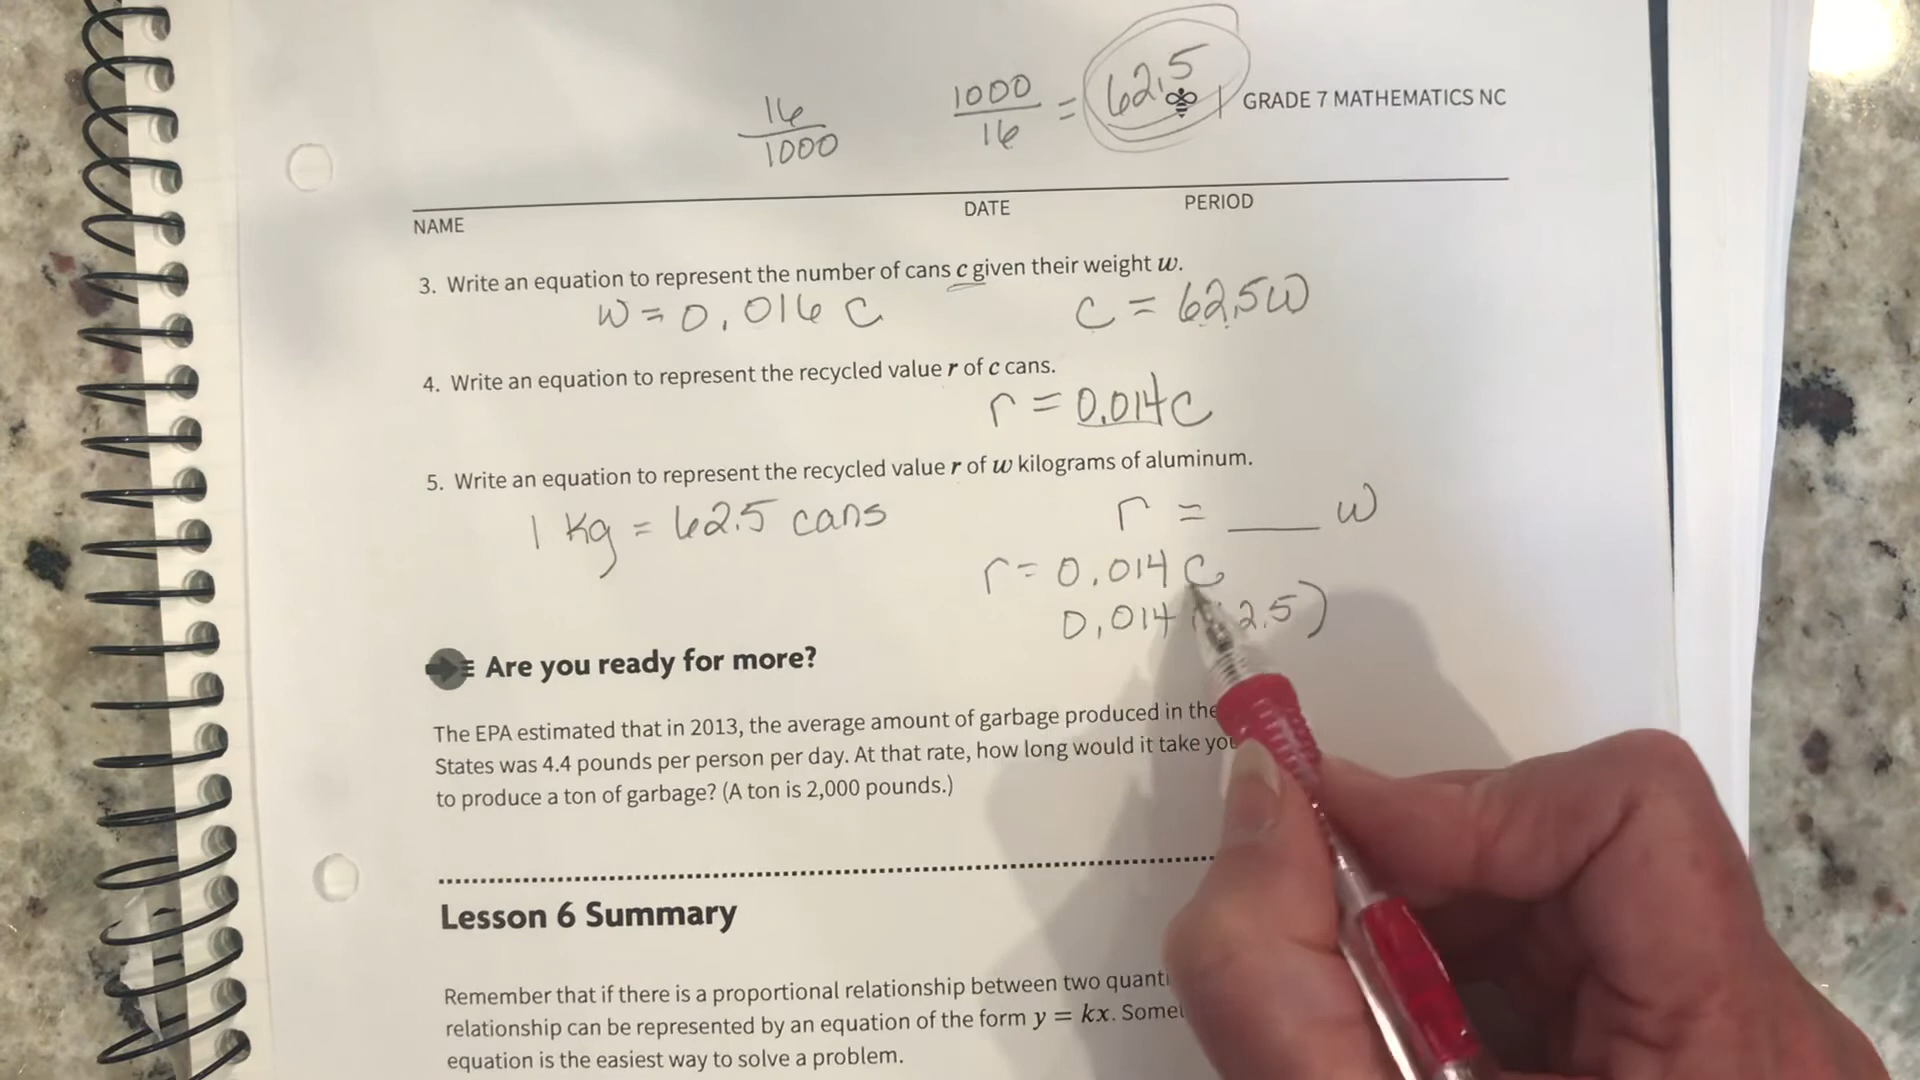 16/1000 1000/16 = 62.5 | GRADE 7 MATHEMATICS NC
NAME DATE PERIOD
3. Write an equation to represent the number of cans c given their weight w.
w = 0.016 c c = 62.5w
4. Write an equation to represent the recycled value r of c cans.
r = 0.014c
5. Write an equation to represent the recycled value r of w kilograms of aluminum.
1 kg = 62.5 cans r = ___ w
r = 0.014 c
0.014 2.5)
Are you ready for more?
The EPA estimated that in 2013, the average amount of garbage produced in the
States was 4.4 pounds per person per day. At that rate, how long would it take
to produce a ton of garbage? (A ton is 2,000 pounds.)
Lesson 6 Summary
Remember that if there is a proportional relationship between two
relationship can be represented by an equation of the form y = kx.
equation is the easiest way to solve a problem.